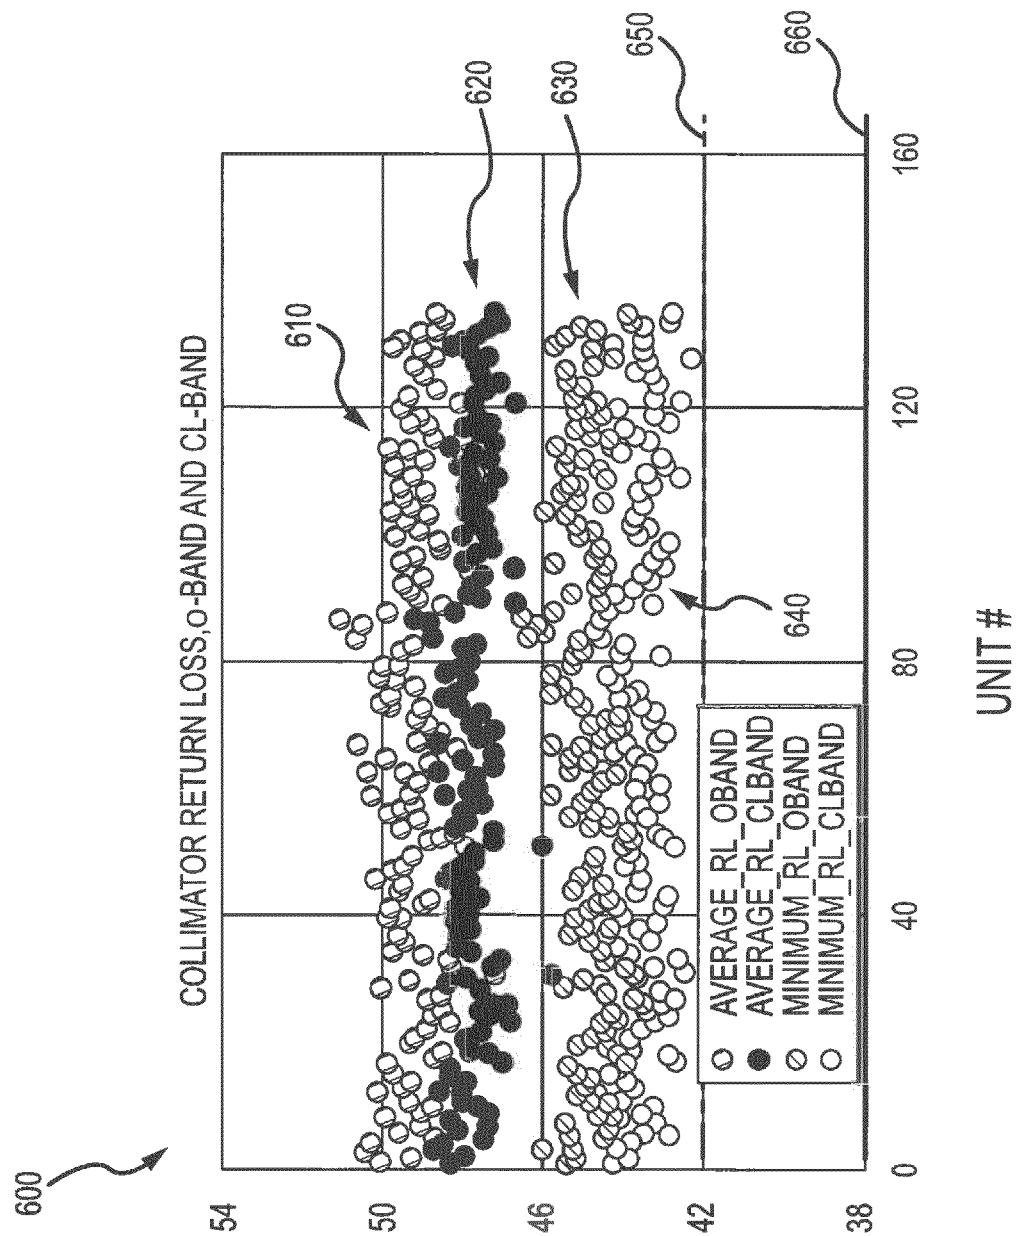 600
COLLIMATOR RETURN LOSS,O-BAND AND CL-BAND
610
620
630
640
650
660
54
50
46
42
38
0
40
80
120
160
UNIT #
AVERAGE_RL_OBAND
AVERAGE_RL_CLBAND
MINIMUM_RL_OBAND
MINIMUM_RL_CLBAND